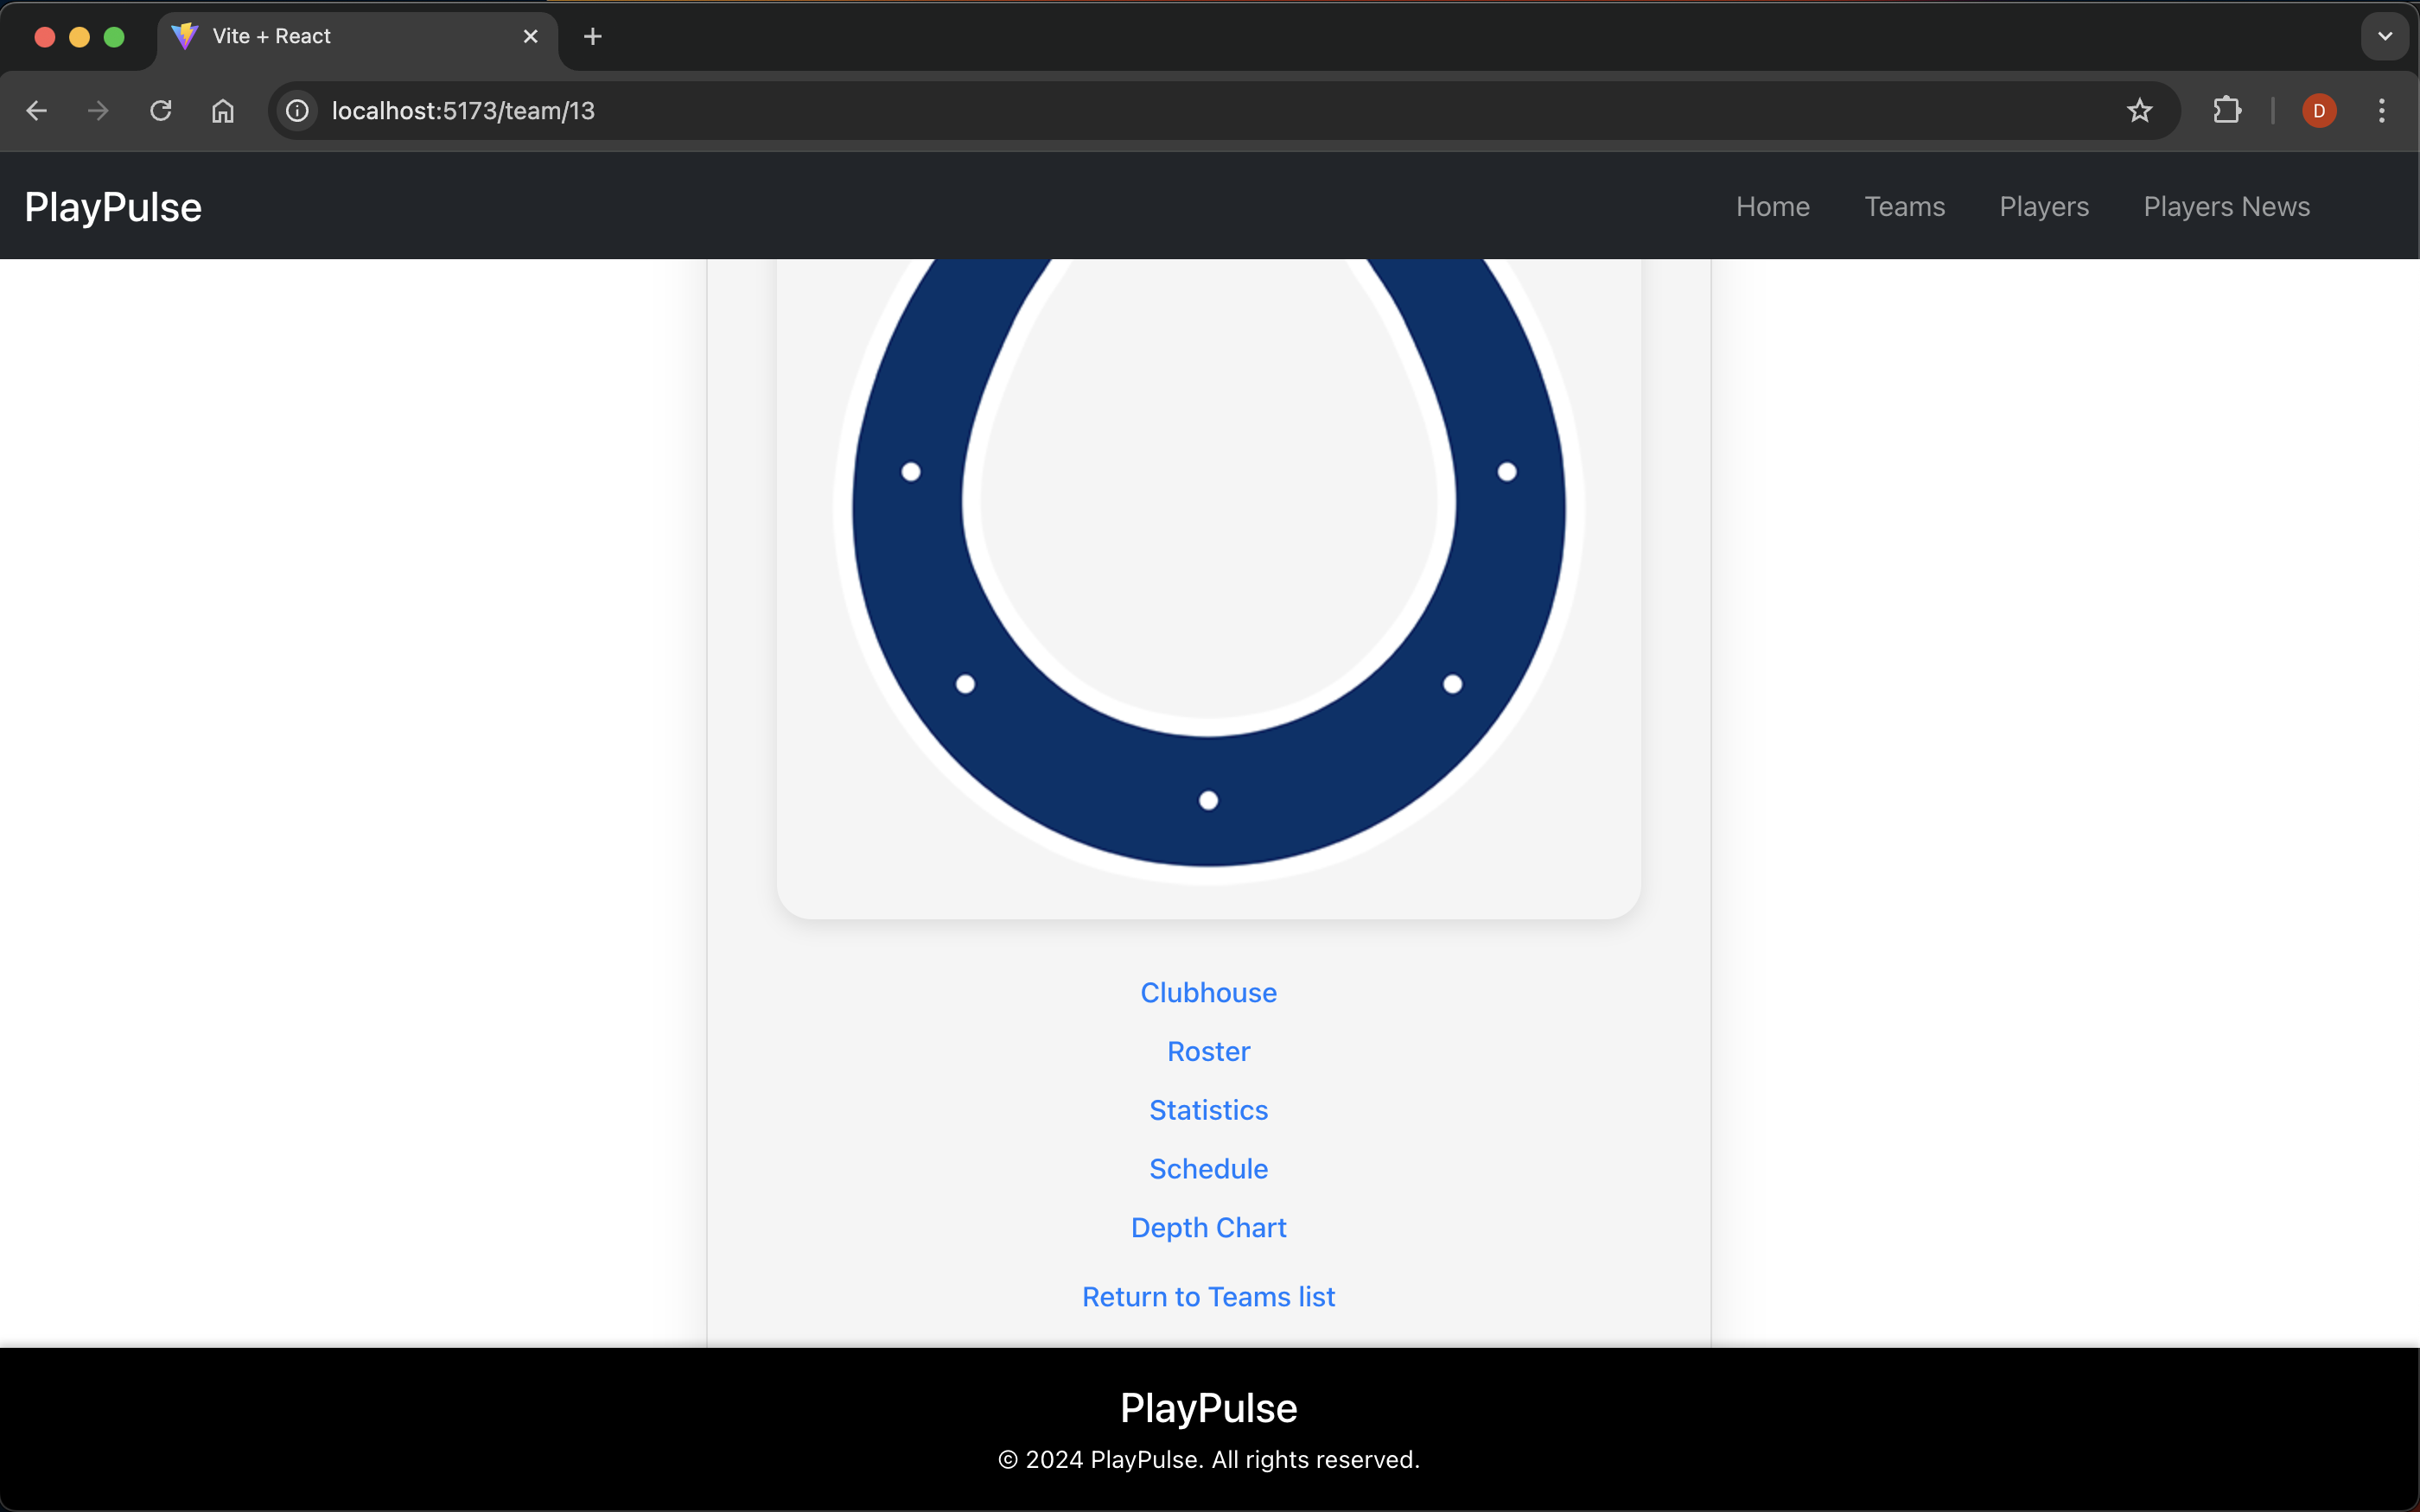 Vite + React
localhost:5173/team/13
D
PlayPulse
Home Teams Players Players News
Clubhouse
Roster
Statistics
Schedule
Depth Chart
Return to Teams list
PlayPulse
© 2024 PlayPulse. All rights reserved.